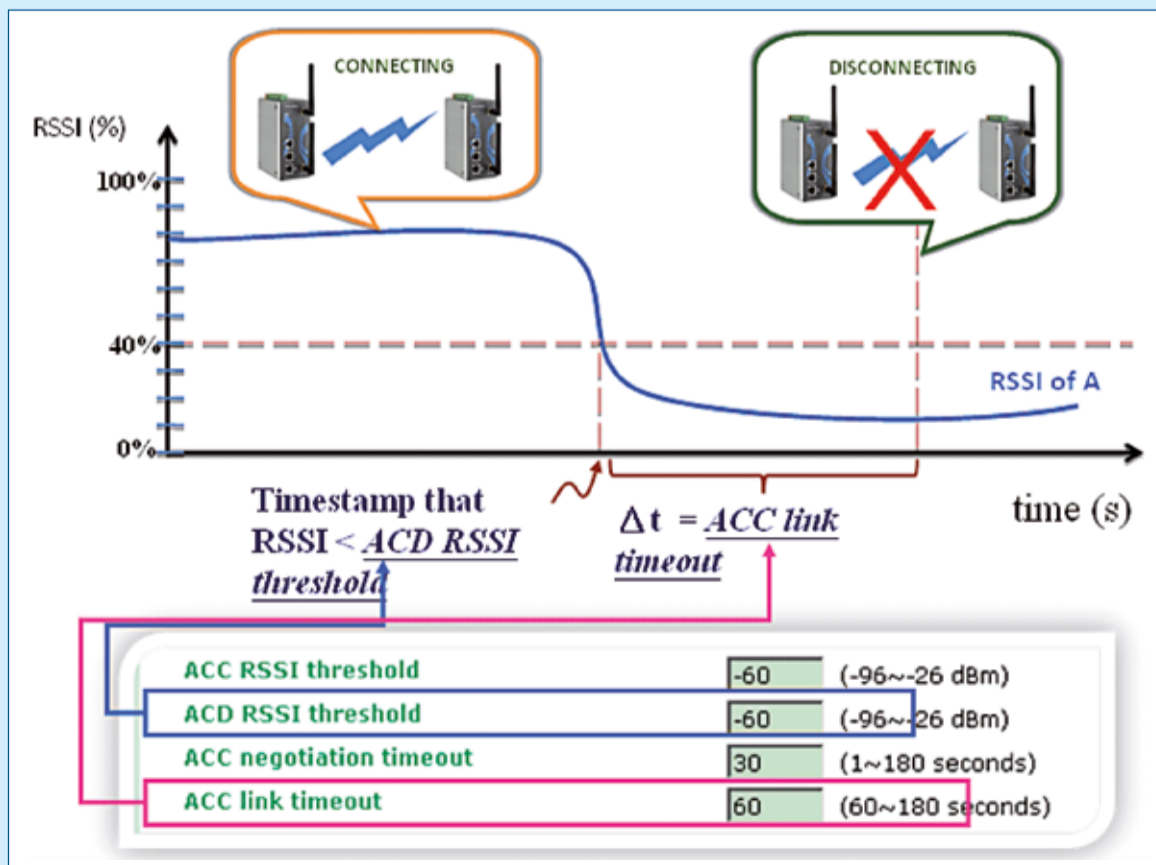 CONNECTING
DISCONNECTING
RSSI (%)
100%
40%
RSSI of A
0%
time (s)
Timestamp that
RSSI < ACD RSSI
threshold
Δt = ACC link
timeout
ACC RSSI threshold -60 (-96~-26 dBm)
ACD RSSI threshold -60 (-96~-26 dBm)
ACC negotiation timeout 30 (1~180 seconds)
ACC link timeout 60 (60~180 seconds)